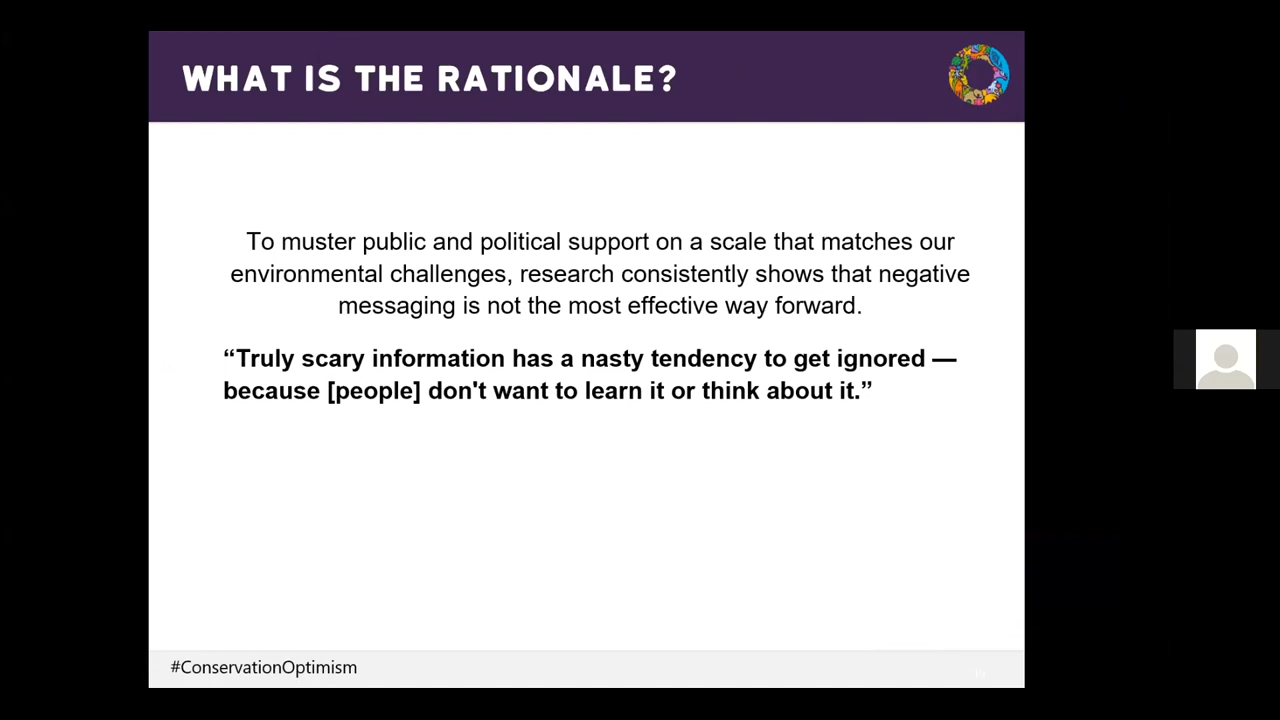 WHAT IS THE RATIONALE?
To muster public and political support on a scale that matches our
environmental challenges, research consistently shows that negative
messaging is not the most effective way forward.
“Truly scary information has a nasty tendency to get ignored —
because [people] don't want to learn it or think about it.”
#ConservationOptimism